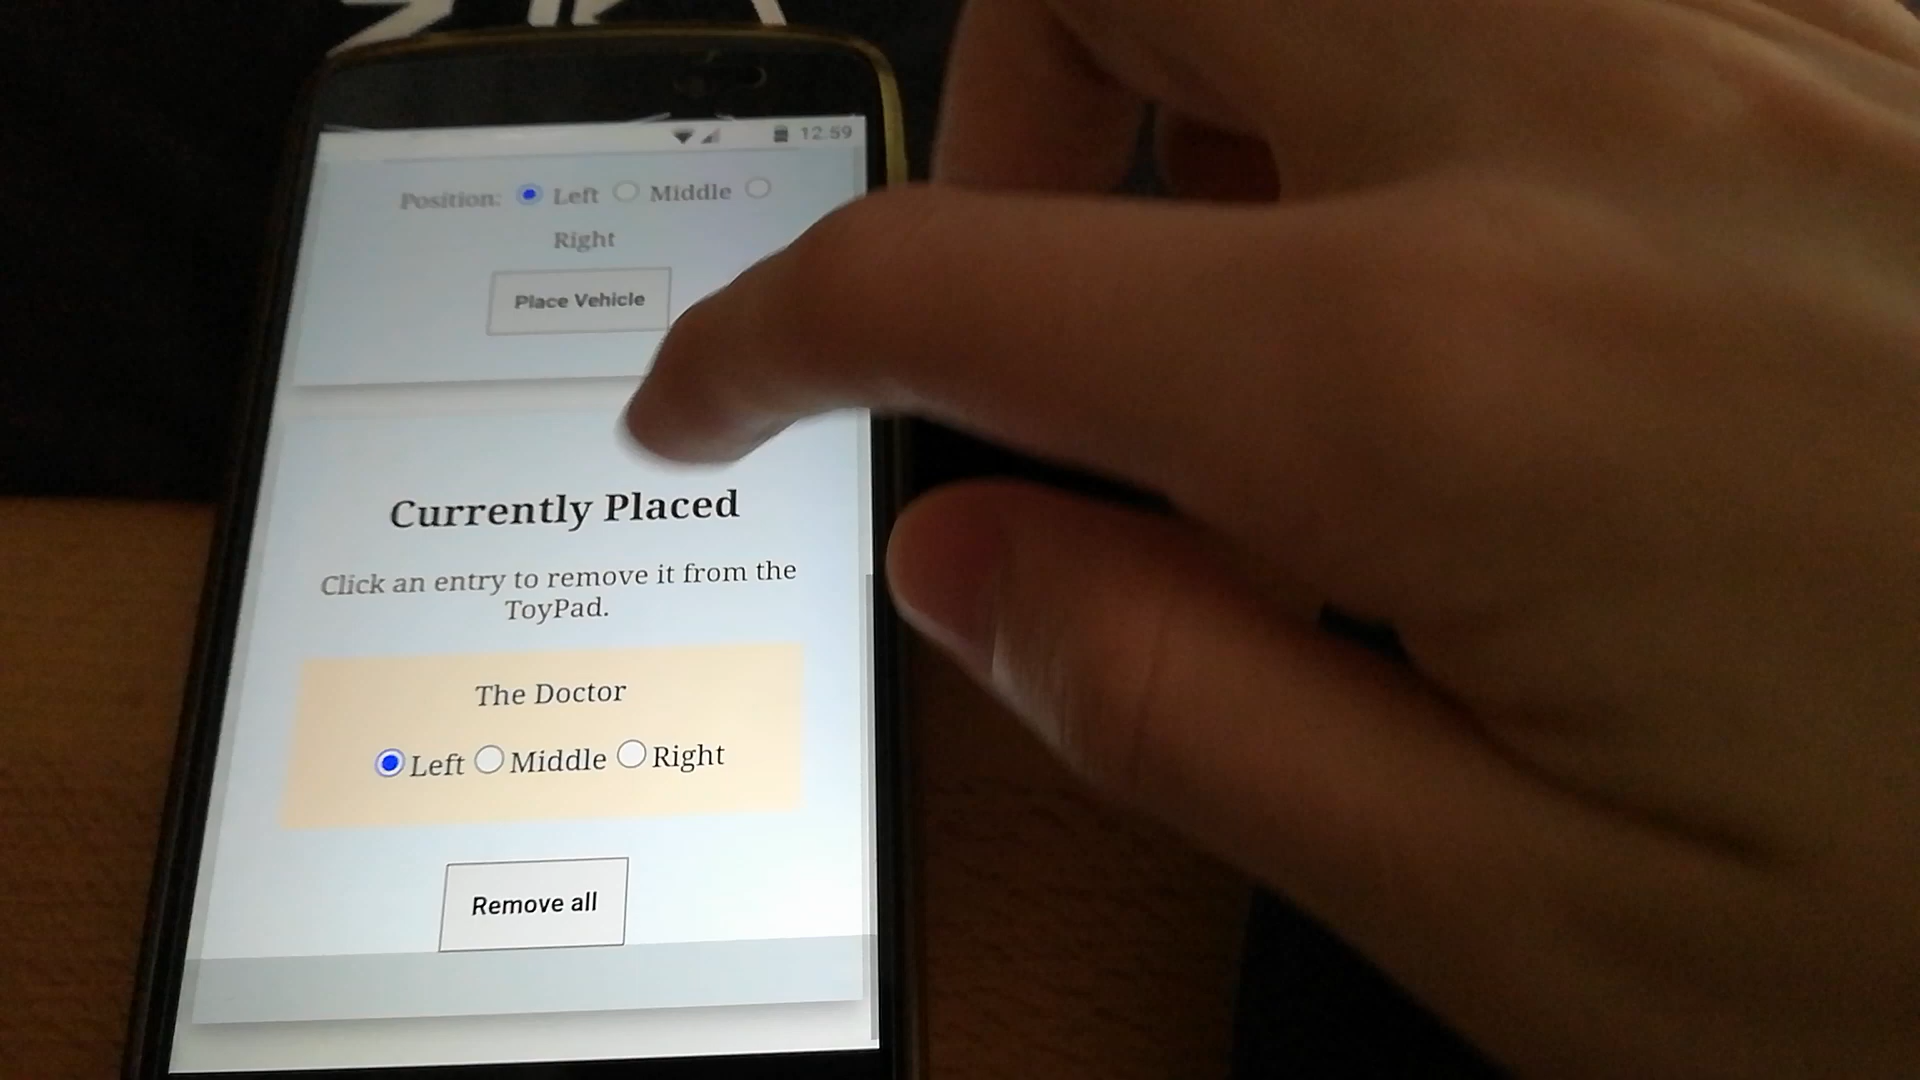 12:59
Position: Left Middle
Right
Place Vehicle
Currently Placed
Click an entry to remove it from the
ToyPad.
The Doctor
Left Middle Right
Remove all